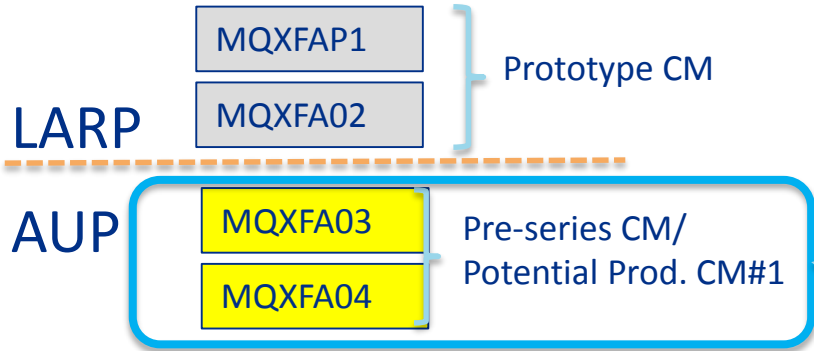 MQXFAP1
Prototype CM
MQXFA02
LARP
AUP
MQXFA03
Pre-series CM/
Potential Prod. CM#1
MQXFA04